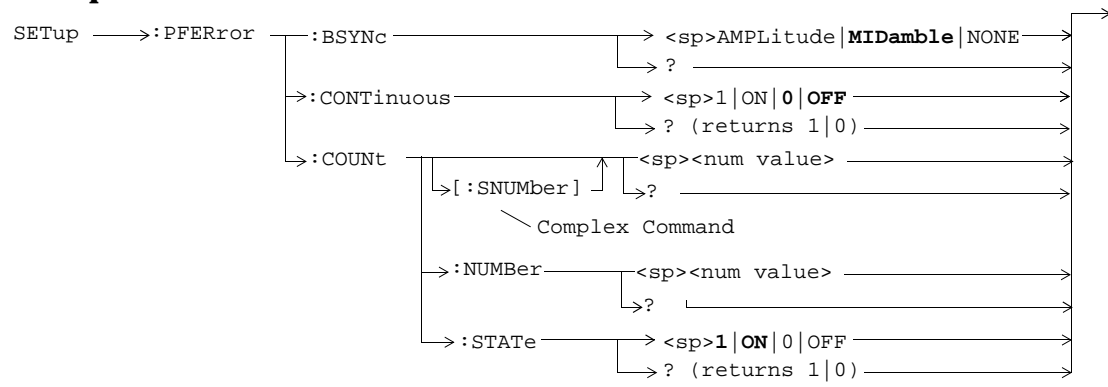 SETup :PFERror :BSYNc <sp>AMPLitude|MIDamble|NONE
?
:CONTinuous <sp>1|ON|0|OFF
? (returns 1|0)
:COUNt <sp><num value>
[:SNUMber] ?
Complex Command
:NUMBer <sp><num value>
?
:STATe <sp>1|ON|0|OFF
? (returns 1|0)